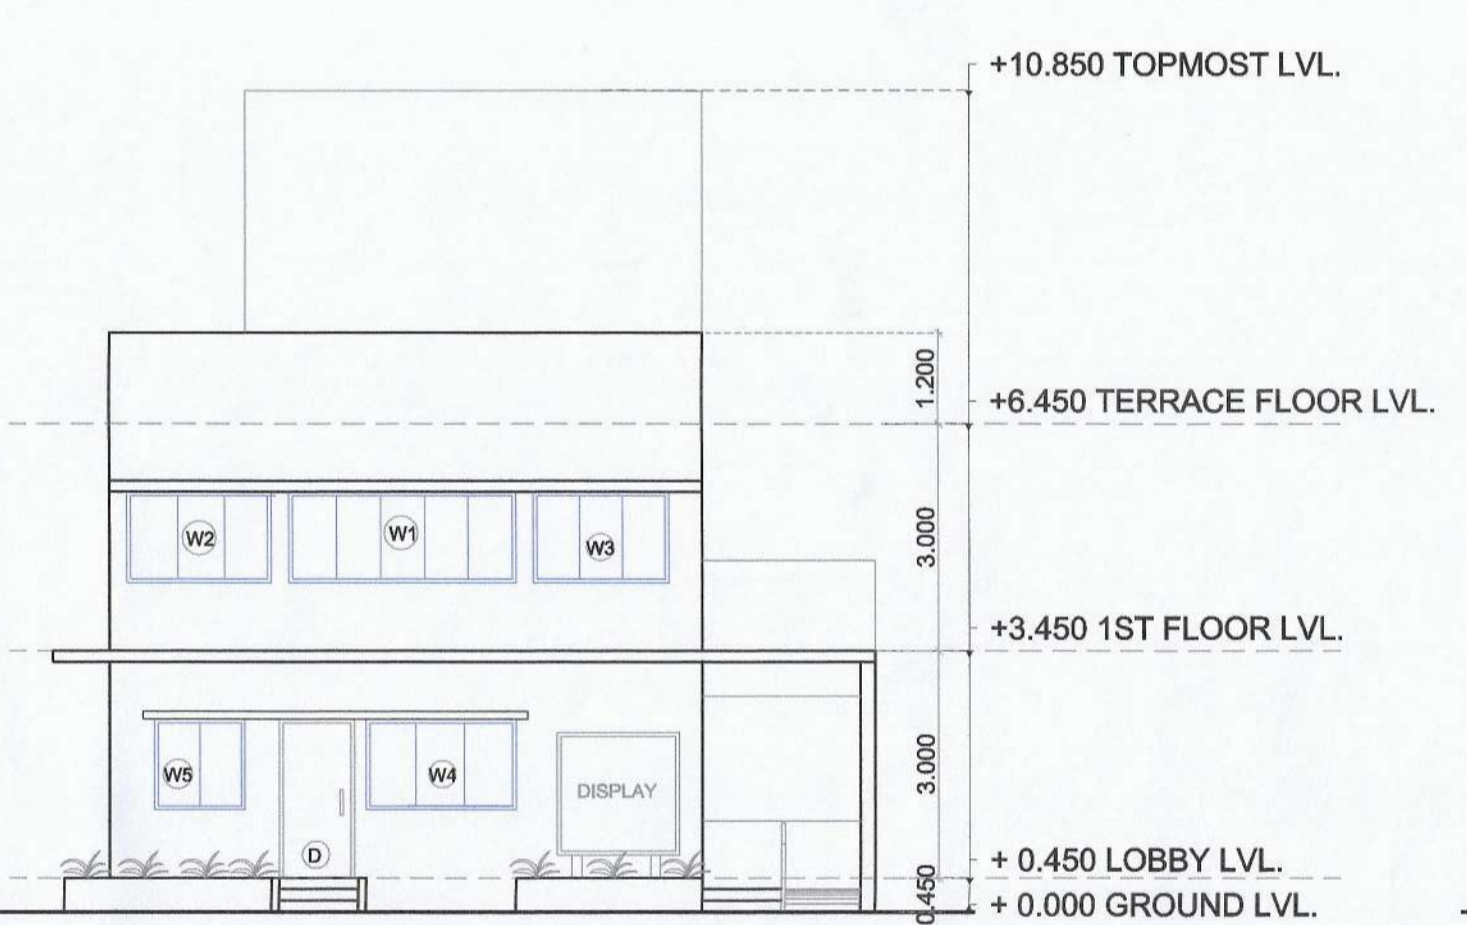 +10.850 TOPMOST LVL.
1.200
+6.450 TERRACE FLOOR LVL.
W2
W1
W3
3.000
+3.450 1ST FLOOR LVL.
W5
W4
DISPLAY
3.000
D
+ 0.450 LOBBY LVL.
0.450
+ 0.000 GROUND LVL.